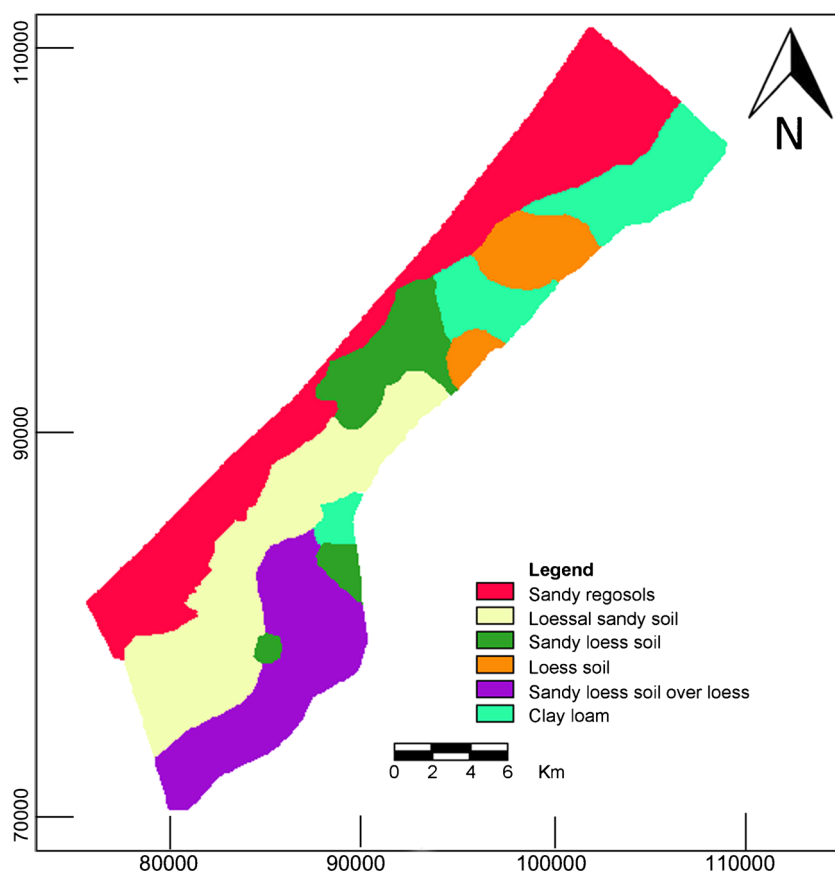 110000
N
90000
Legend
Sandy regosols
Loessal sandy soil
Sandy loess soil
Loess soil
Sandy loess soil over loess
Clay loam
0 2 4 6 Km
70000
80000 90000 100000 110000